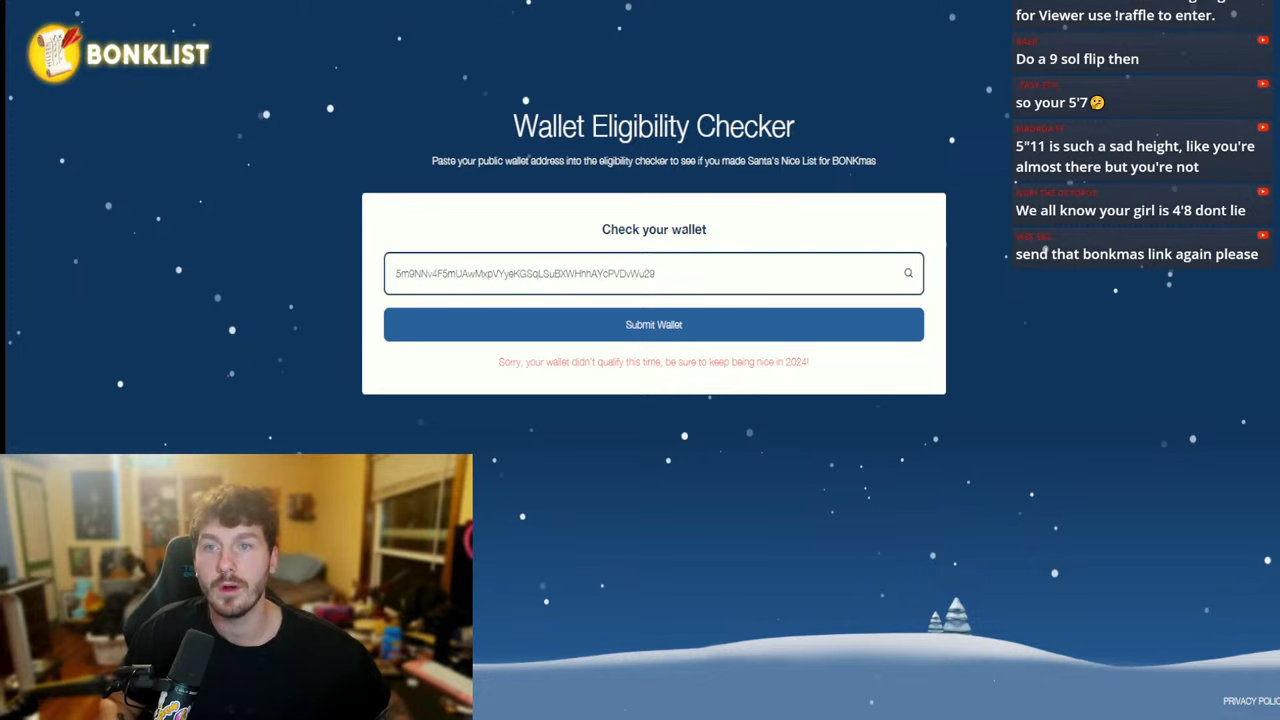 BONKLIST
Wallet Eligibility Checker
Paste your public wallet address into the eligibility checker to see if you made Santa's Nice List for BONKmas
Check your wallet
5m9NNv4F5mUAwMxpVYyeKGSqLSuBXWHhhAYcPVDvWu29
Submit Wallet
Sorry, your wallet didn't qualify this time, be sure to keep being nice in 2024!
for Viewer use !raffle to enter.
Do a 9 sol flip then
so your 5'7🤔
5"11 is such a sad height, like you're
almost there but you're not
We all know your girl is 4'8 dont lie
send that bonkmas link again please
PRIVACY POLIC